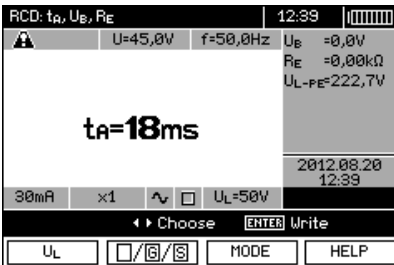 RCD: tA, UB, RE 12:39
U=45,0V f=50,0Hz
UB =0,0V
RE =0,00kΩ
UL-PE=222,7V
tA=18ms
2012.08.20
12:39
30mA x1 UL=50V
Choose ENTER Write
UL □/G/S MODE HELP